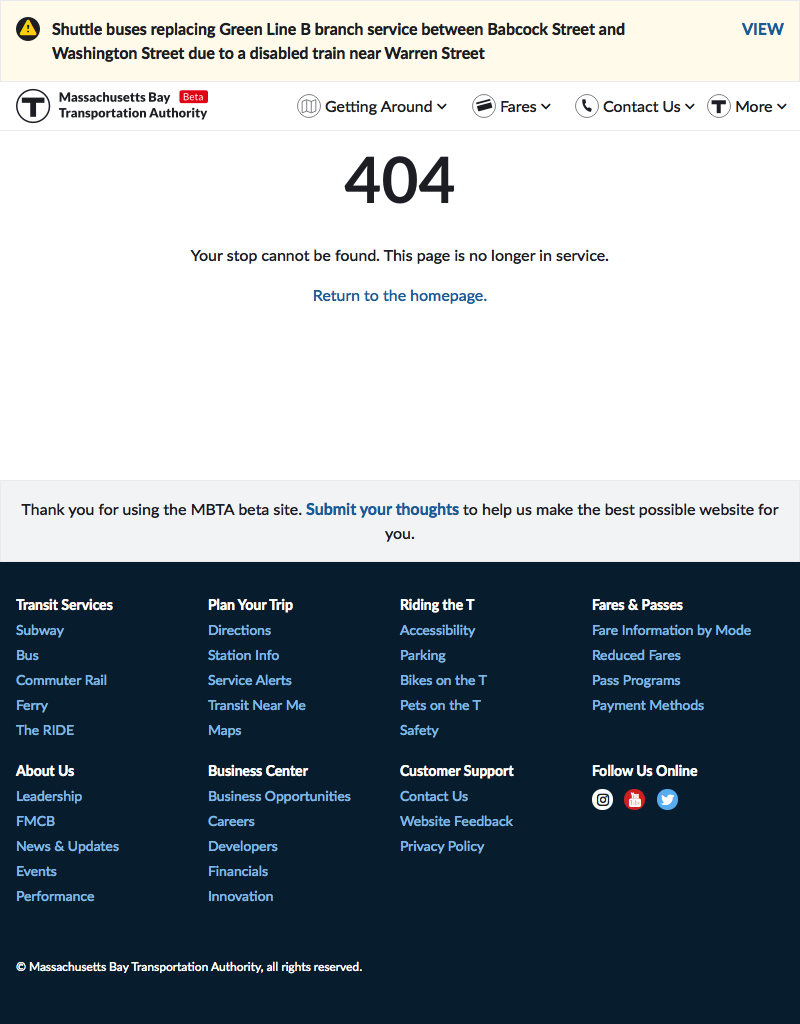 Shuttle buses replacing Green Line B branch service between Babcock Street and
Washington Street due to a disabled train near Warren Street
VIEW
Massachusetts Bay Beta
Transportation Authority
Getting Around
Fares
Contact Us
More
404
Your stop cannot be found. This page is no longer in service.
Return to the homepage.
Thank you for using the MBTA beta site. Submit your thoughts to help us make the best possible website for
you.
Transit Services
Subway
Bus
Commuter Rail
Ferry
The RIDE
Plan Your Trip
Directions
Station Info
Service Alerts
Transit Near Me
Maps
Riding the T
Accessibility
Parking
Bikes on the T
Pets on the T
Safety
Fares & Passes
Fare Information by Mode
Reduced Fares
Pass Programs
Payment Methods
About Us
Leadership
FMCB
News & Updates
Events
Performance
Business Center
Business Opportunities
Careers
Developers
Financials
Innovation
Customer Support
Contact Us
Website Feedback
Privacy Policy
Follow Us Online
© Massachusetts Bay Transportation Authority, all rights reserved.